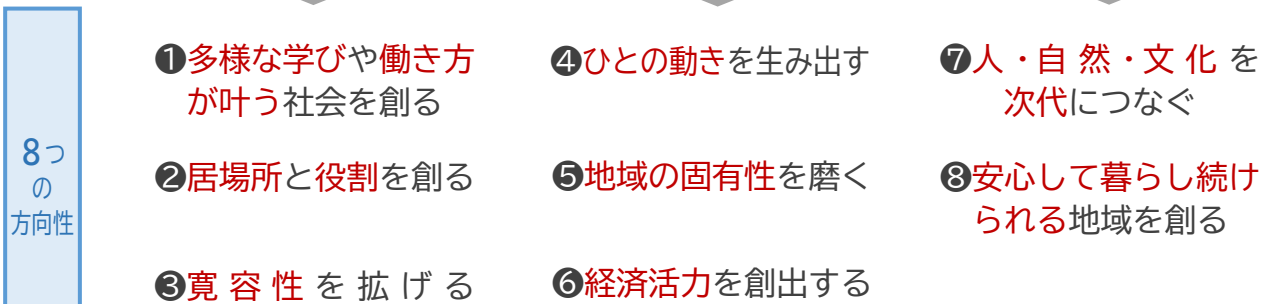 8つ
の
方向性
❶多様な学びや働き方
が叶う社会を創る
❷居場所と役割を創る
❸寛容性を拡げる
❹ひとの動きを生み出す
❺地域の固有性を磨く
❻経済活力を創出する
❼人・自然・文化を
次代につなぐ
❽安心して暮らし続け
られる地域を創る